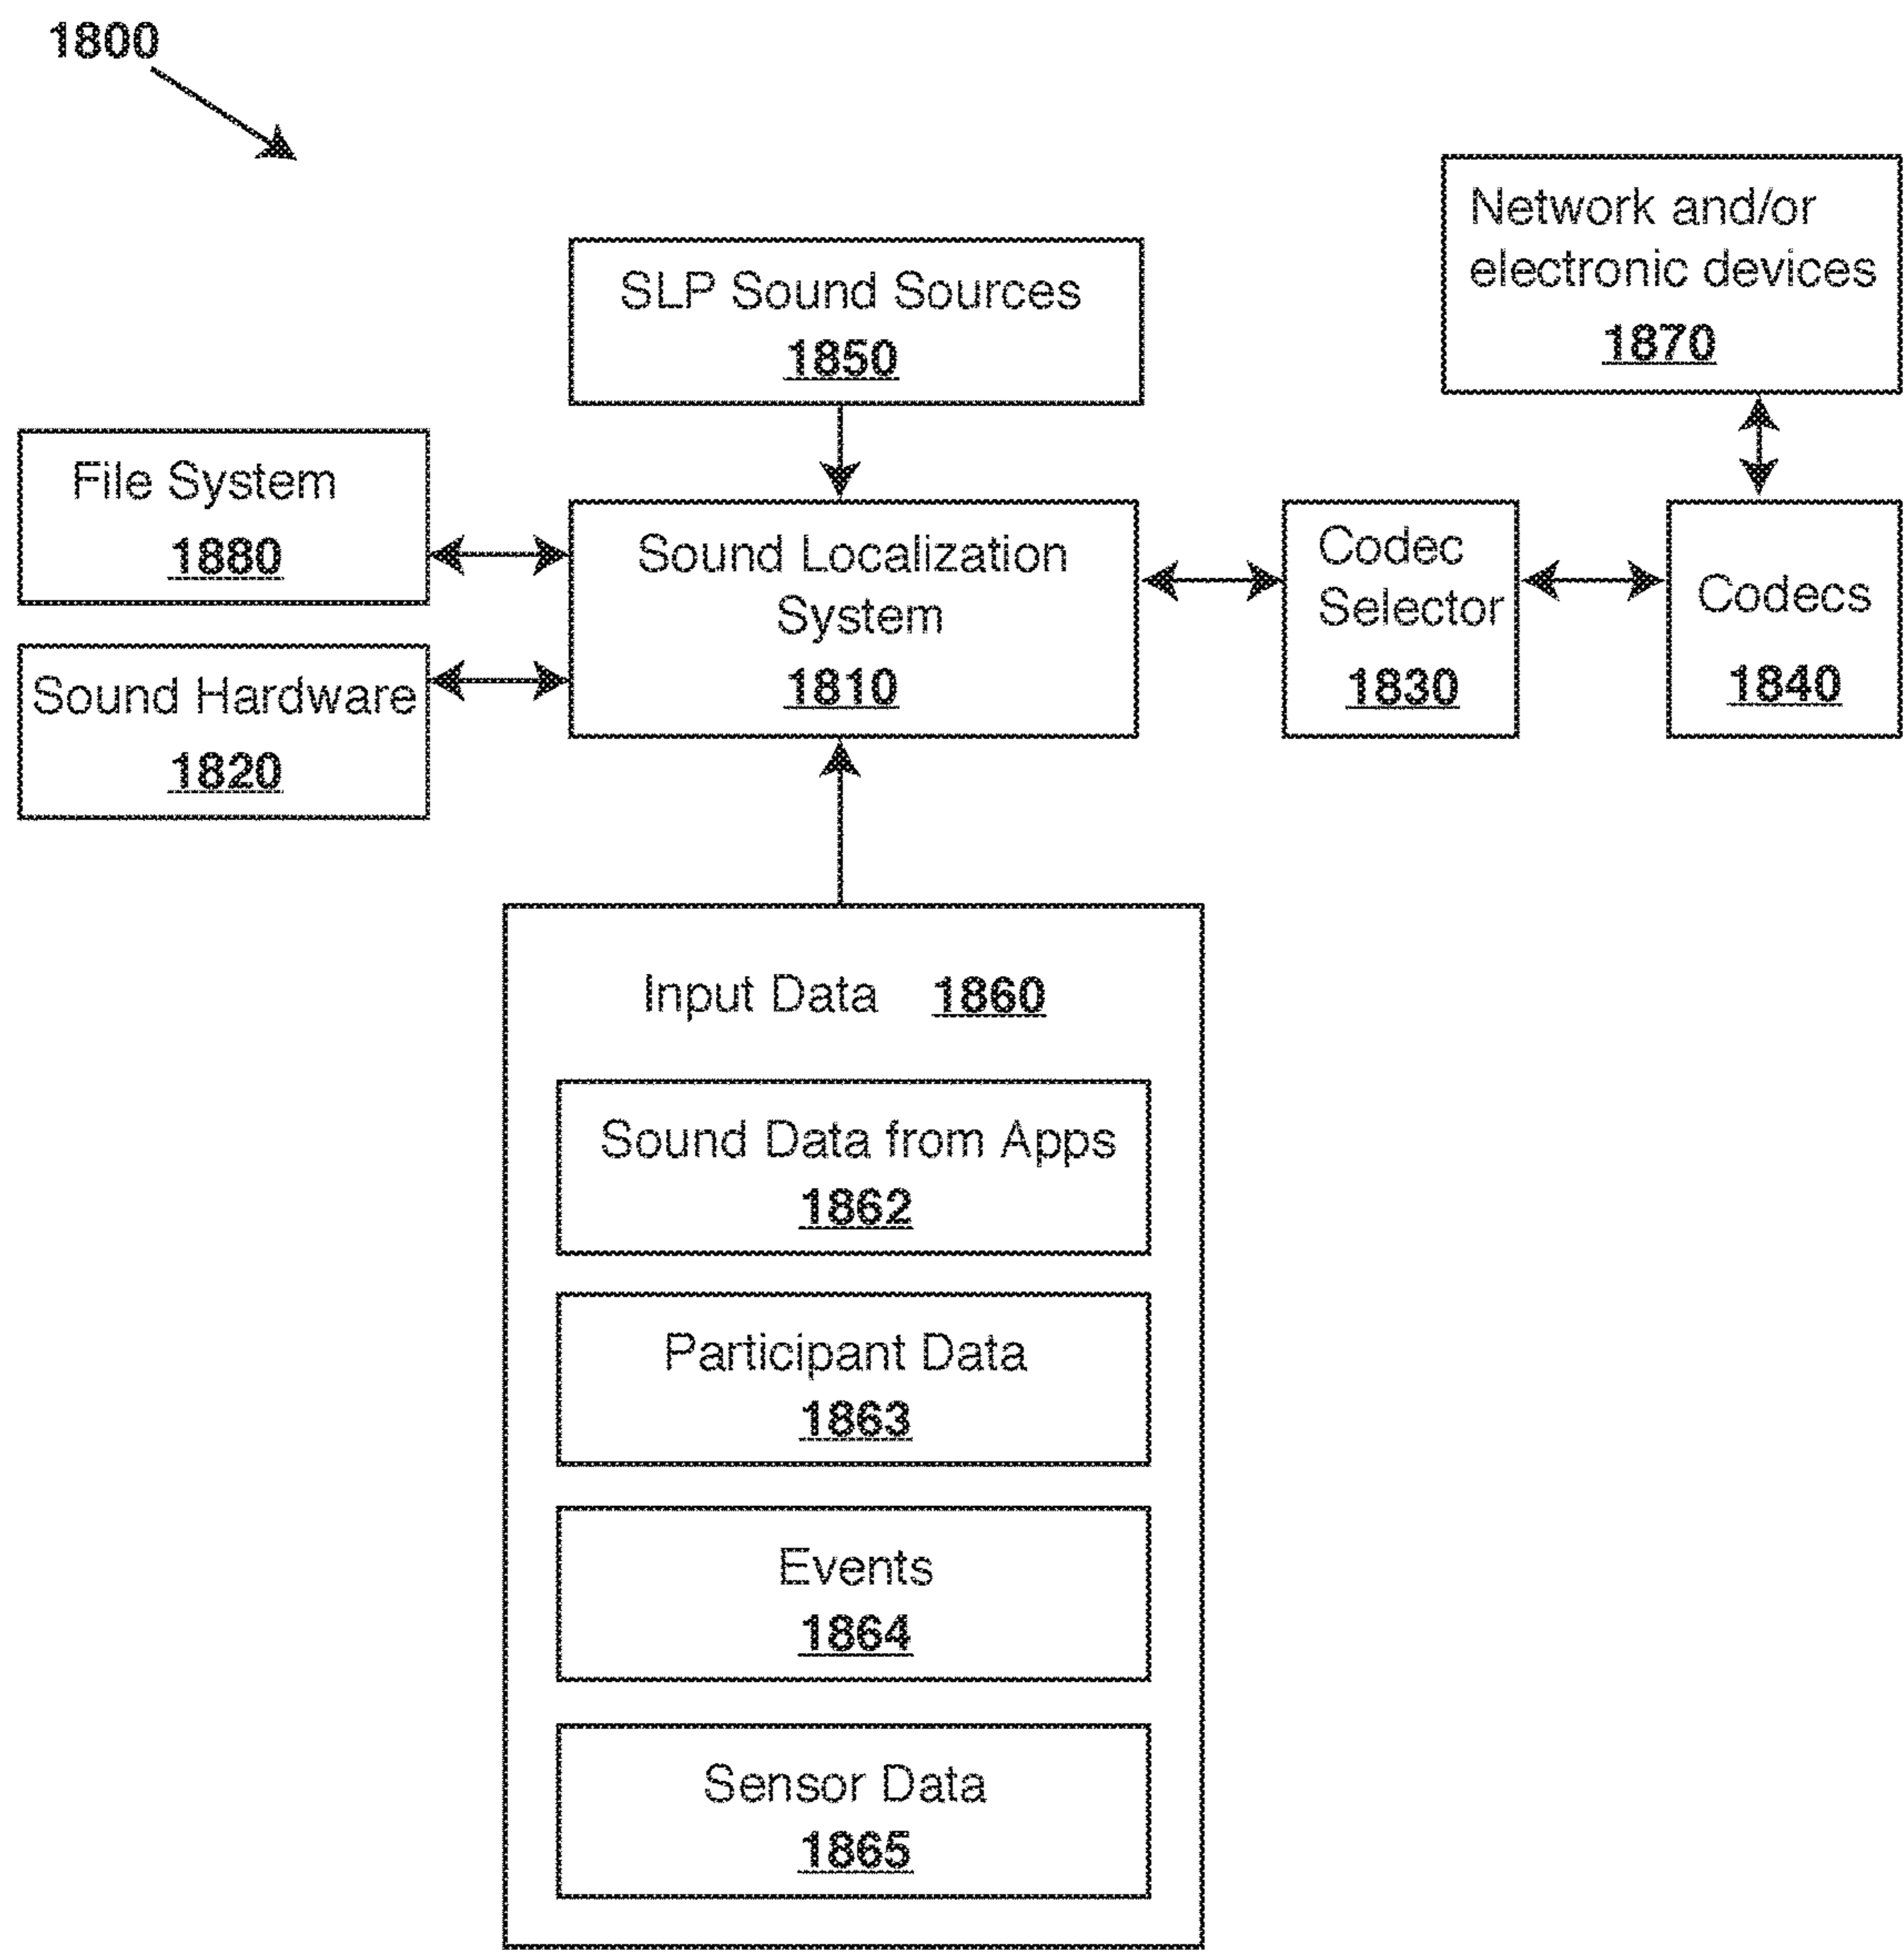 1800
Network and/or
electronic devices
1870
SLP Sound Sources
1850
File System
1880
Sound Localization
System
1810
Codec
Selector
1830
Codecs
1840
Sound Hardware
1820
Input Data 1860
Sound Data from Apps
1862
Participant Data
1863
Events
1864
Sensor Data
1865